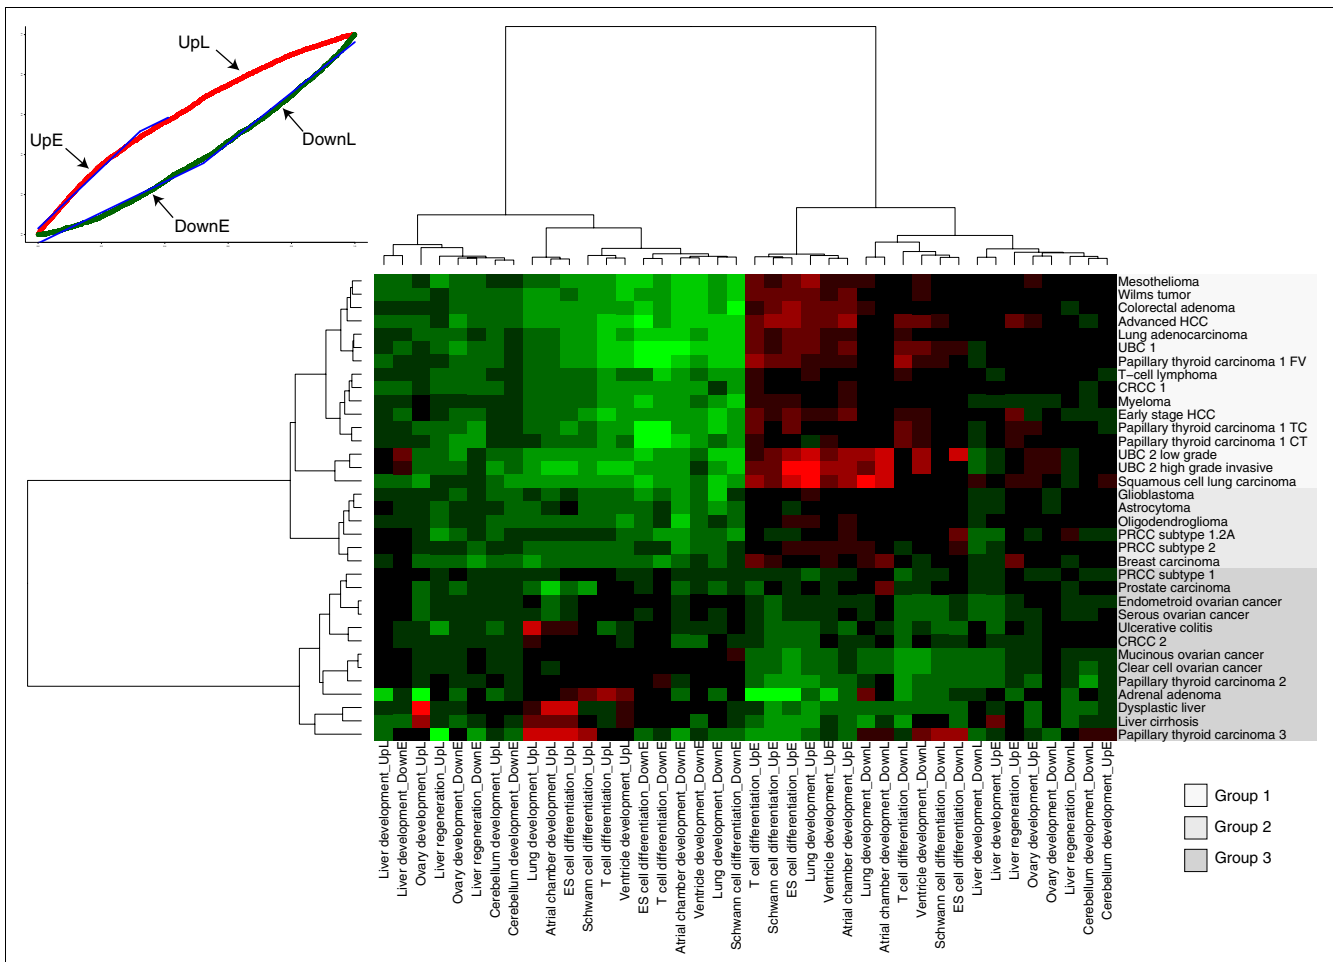 UpL
UpE
DownL
DownE
Mesothelioma
Wilms tumor
Colorectal adenoma
Advanced HCC
Lung adenocarcinoma
UBC 1
Papillary thyroid carcinoma 1 FV
T-cell lymphoma
CRCC 1
Myeloma
Early stage HCC
Papillary thyroid carcinoma 1 TC
Papillary thyroid carcinoma 1 CT
UBC 2 low grade
UBC 2 high grade invasive
Squamous cell lung carcinoma
Glioblastoma
Astrocytoma
Oligodendroglioma
PRCC subtype 1.2A
PRCC subtype 2
Breast carcinoma
PRCC subtype 1
Prostate carcinoma
Endometroid ovarian cancer
Serous ovarian cancer
Ulcerative colitis
CRCC 2
Mucinous ovarian cancer
Clear cell ovarian cancer
Papillary thyroid carcinoma 2
Adrenal adenoma
Dysplastic liver
Liver cirrhosis
Papillary thyroid carcinoma 3
Liver development_UpL
Liver development_DownE
Ovary development_UpL
Liver regeneration_UpL
Ovary development_DownE
Liver regeneration_DownE
Cerebellum development_UpL
Cerebellum development_DownE
Lung development_UpL
Atrial chamber development_UpL
ES cell differentiation_UpL
Schwann cell differentiation_UpL
T cell differentiation_UpL
Ventricle development_UpL
ES cell differentiation_DownE
T cell differentiation_DownE
Atrial chamber development_DownE
Ventricle development_DownE
Lung development_DownE
Schwann cell differentiation_DownE
T cell differentiation_UpE
Schwann cell differentiation_UpE
ES cell differentiation_UpE
Lung development_UpE
Ventricle development_UpE
Atrial chamber development_UpE
Lung development_DownL
Atrial chamber development_DownL
T cell differentiation_DownL
Ventricle development_DownL
Schwann cell differentiation_DownL
ES cell differentiation_DownL
Liver development_DownL
Liver development_UpE
Liver regeneration_UpE
Ovary development_UpE
Ovary development_DownL
Liver regeneration_DownL
Cerebellum development_DownL
Cerebellum development_UpE
Group 1
Group 2
Group 3